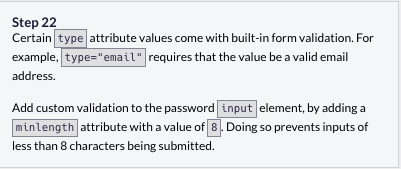 Step 22
Certain type attribute values come with built-in form validation. For
example, type="email" requires that the value be a valid email
address.
Add custom validation to the password input element, by adding a
minlength attribute with a value of 8. Doing so prevents inputs of
less than 8 characters being submitted.